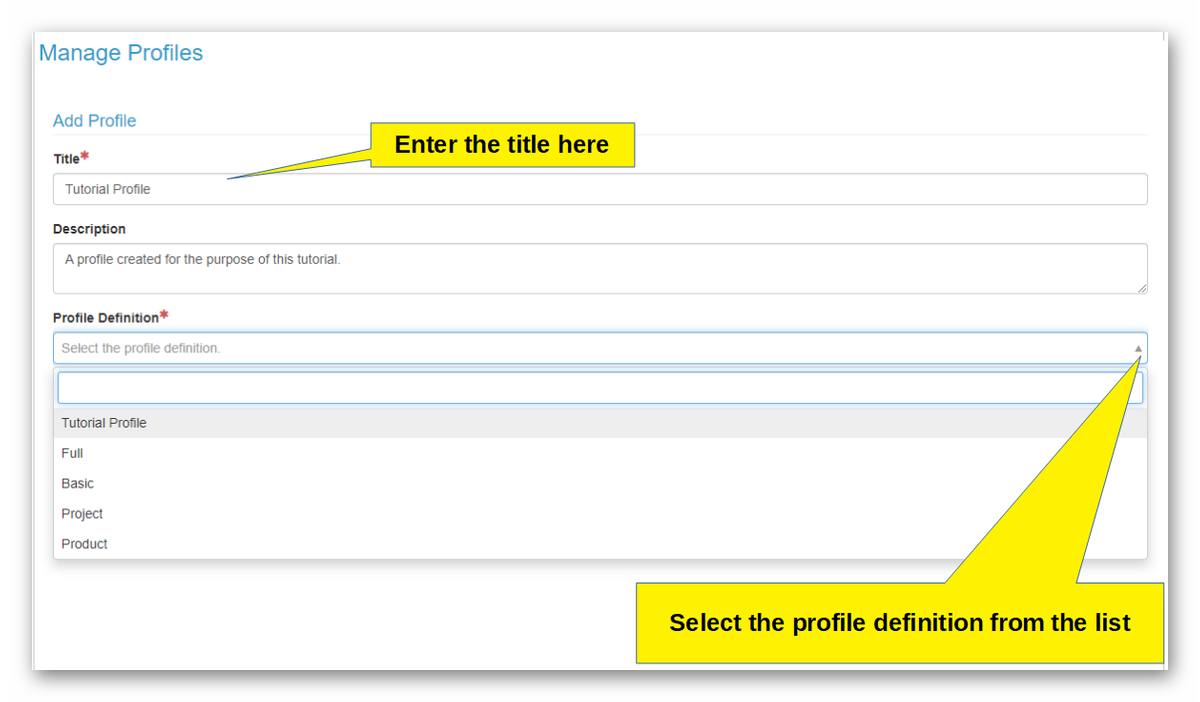 Manage Profiles
Add Profile
Enter the title here
Title*
Tutorial Profile
Description
A profile created for the purpose of this tutorial.
Profile Definition*
Select the profile definition.
Tutorial Profile
Full
Basic
Project
Product
Select the profile definition from the list